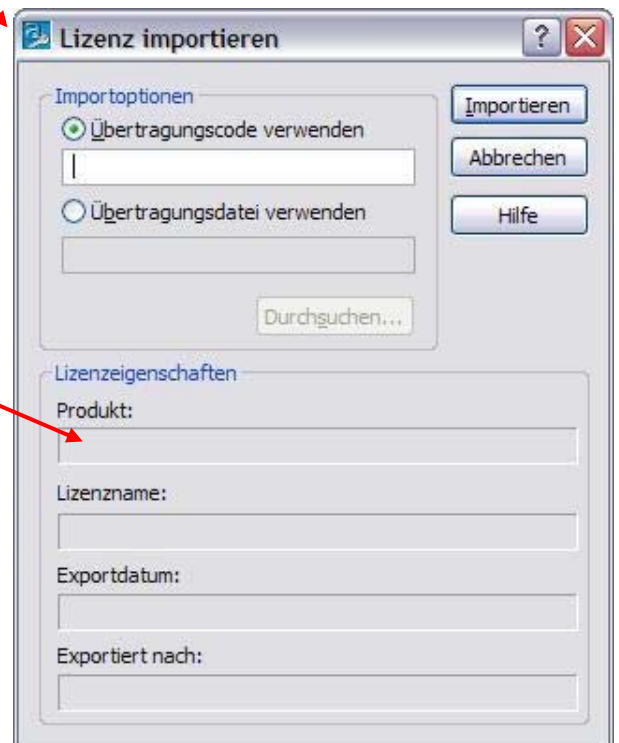 Lizenz importieren
Importoptionen
Übertragungscode verwenden
Übertragungsdatei verwenden
Durchsuchen...
Importieren
Abbrechen
Hilfe
Lizenzeigenschaften
Produkt:
Lizenzname:
Exportdatum:
Exportiert nach: